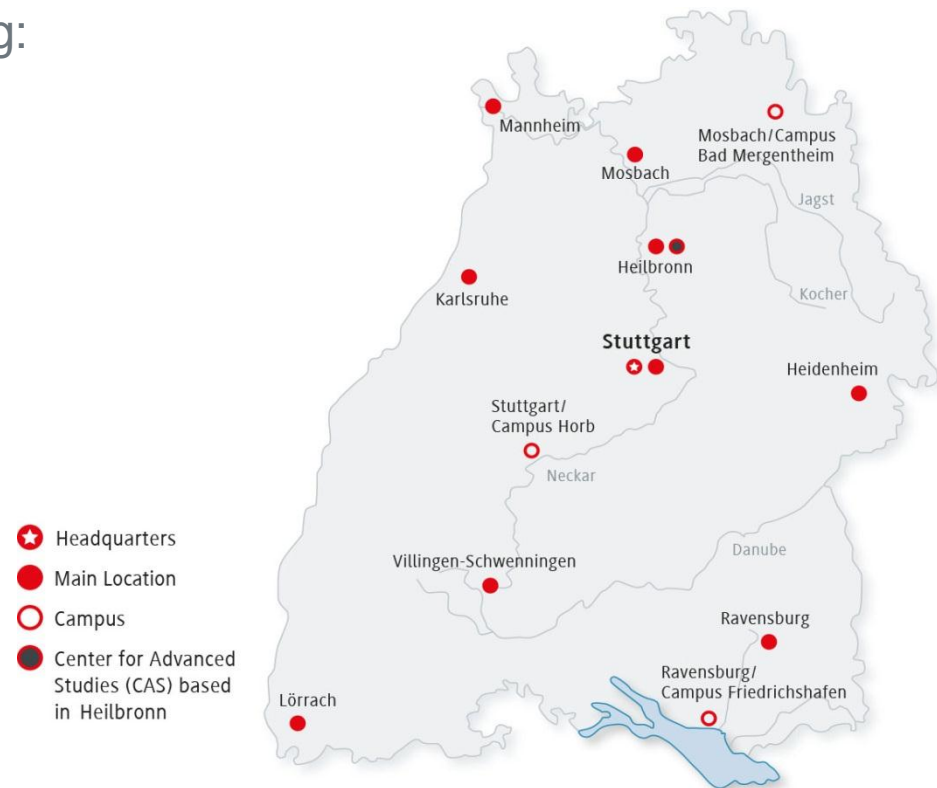 g:
Mannheim
Mosbach/Campus
Bad Mergentheim
Mosbach
Jagst
Heilbronn
Karlsruhe
Kocher
Stuttgart
Heidenheim
Stuttgart/
Campus Horb
Neckar
Headquarters
Main Location
Campus
Center for Advanced
Studies (CAS) based
in Heilbronn
Villingen-Schwenningen
Danube
Ravensburg
Ravensburg/
Campus Friedrichshafen
Lörrach